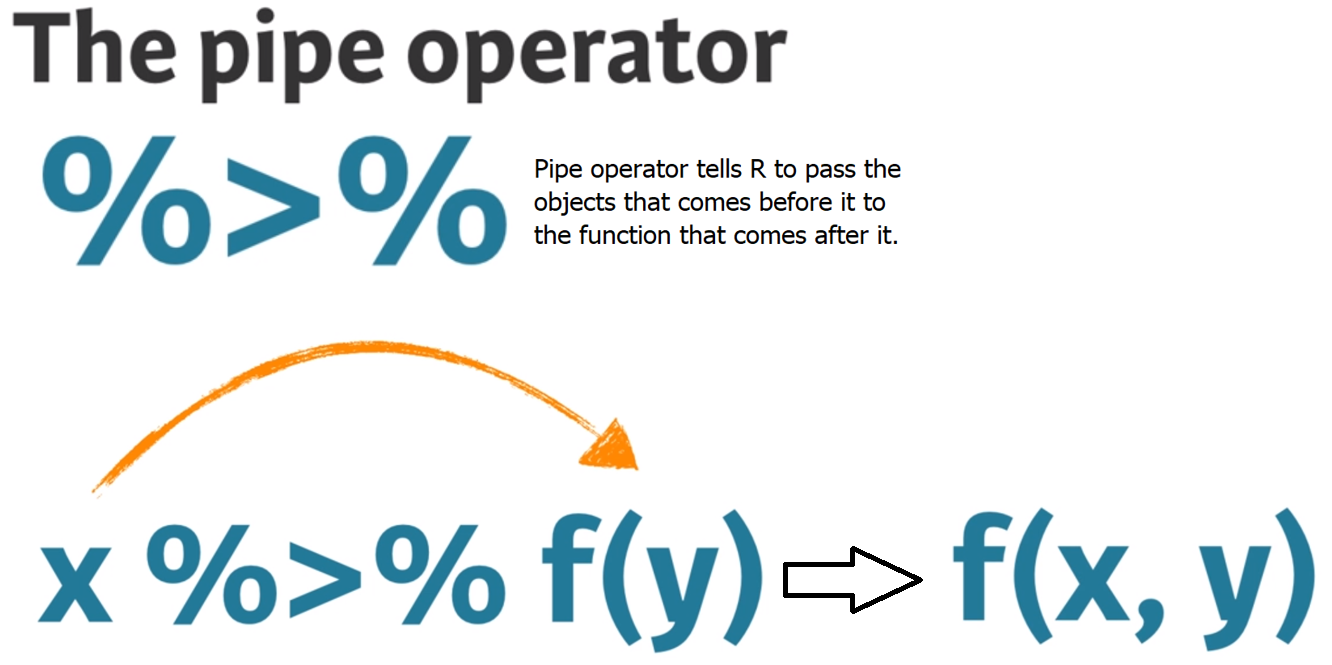 The pipe operator
%>%
Pipe operator tells R to pass the
objects that comes before it to
the function that comes after it.
x %>% f(y)
f(x, y)